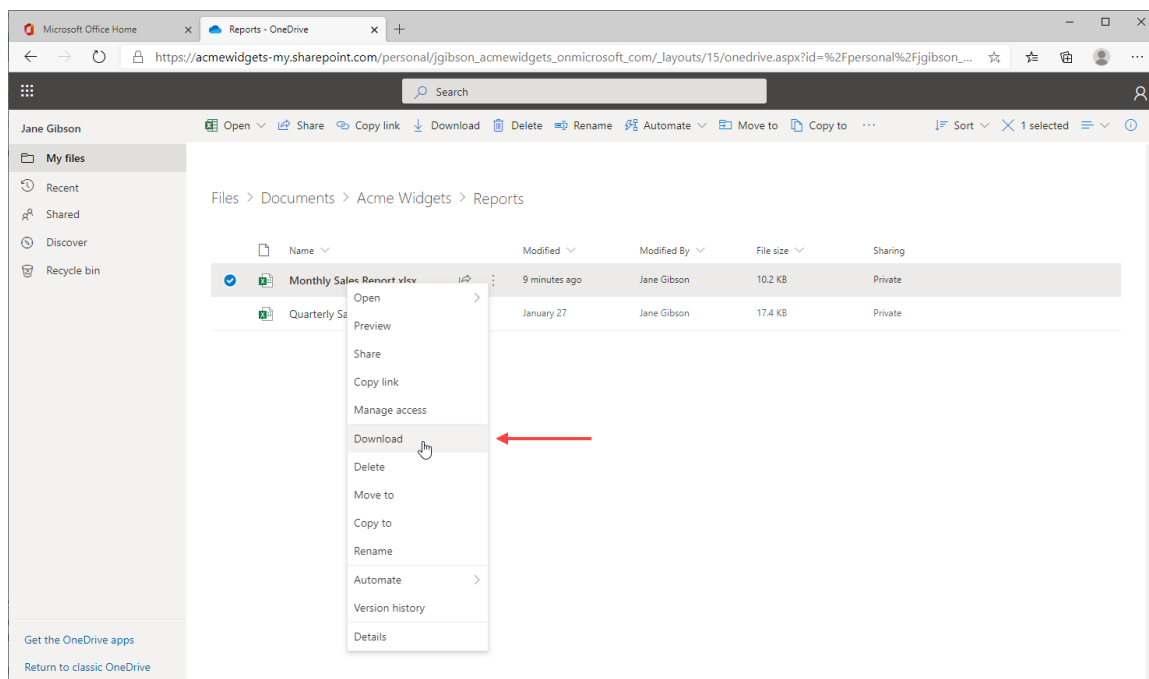 Microsoft Office Home
Reports - OneDrive
https://acmewidgets-my.sharepoint.com/personal/jgibson_acmewidgets_onmicrosoft_com/_layouts/15/onedrive.aspx?id=%2Fpersonal%2Fjgibson_...
Search
Jane Gibson
Open Share Copy link Download Delete Rename Automate Move to Copy to ... Sort 1 selected
My files
Recent
Shared
Discover
Recycle bin
Files > Documents > Acme Widgets > Reports
Name Modified Modified By File size Sharing
Monthly Sales Report.xlsx 9 minutes ago Jane Gibson 10.2 KB Private
Quarterly Sa January 27 Jane Gibson 17.4 KB Private
Open
Preview
Share
Copy link
Manage access
Download
Delete
Move to
Copy to
Rename
Automate
Version history
Details
Get the OneDrive apps
Return to classic OneDrive